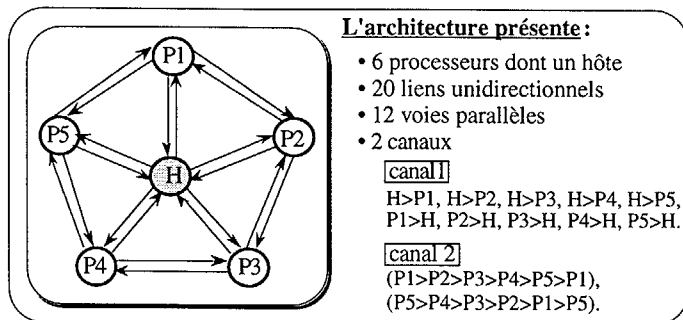 L'architecture présente :
• 6 processeurs dont un hôte
• 20 liens unidirectionnels
• 12 voies parallèles
• 2 canaux
canal1
H>P1, H>P2, H>P3, H>P4, H>P5,
P1>H, P2>H, P3>H, P4>H, P5>H.
canal 2
(P1>P2>P3>P4>P5>P1),
(P5>P4>P3>P2>P1>P5).
P1
P5
P2
H
P4
P3